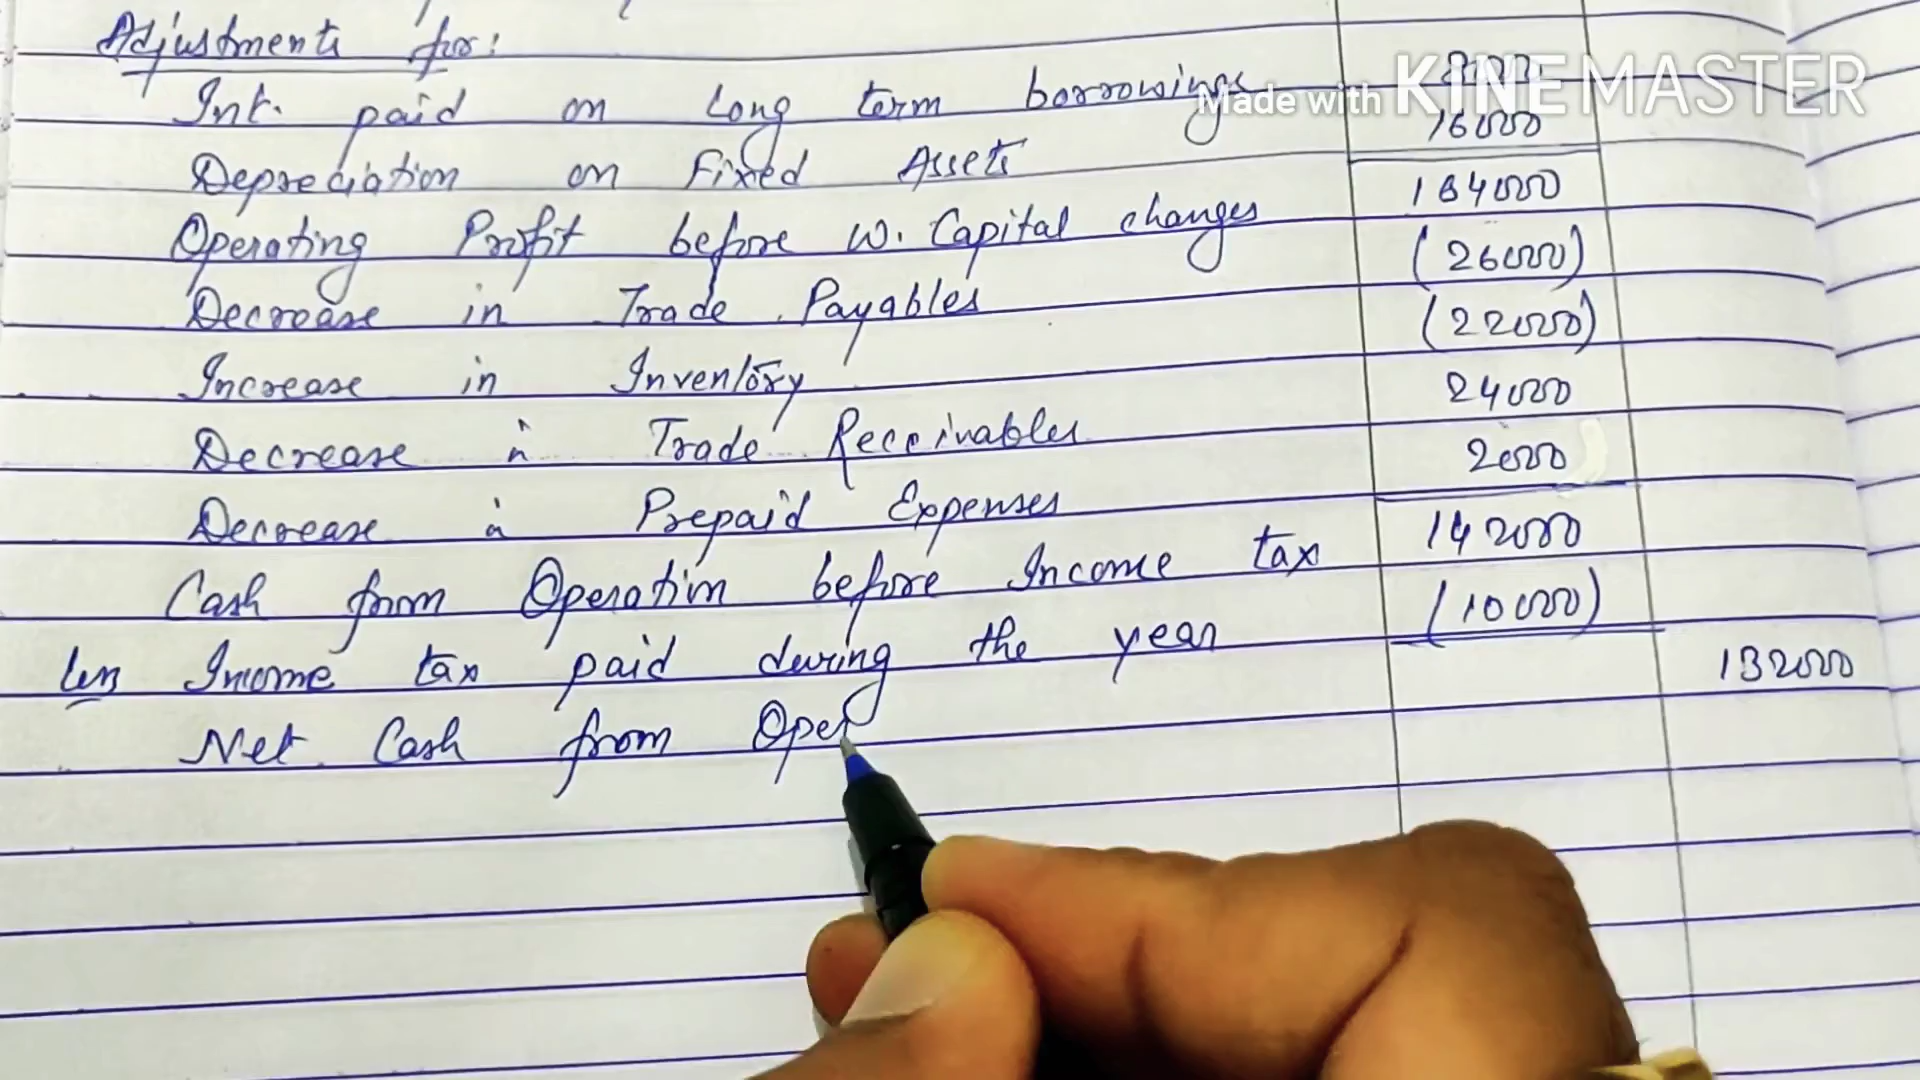 Adjustments for:
Int. paid on Long term borrowings 8000
Made with KINEMASTER
Depreciation on Fixed Assets 16000
Operating Profit before W. Capital changes 164000
Decrease in Trade Payables (26000)
Increase in Inventory (22000)
Decrease in Trade Receivables 24000
Decrease in Prepaid Expenses 2000
Cash from Operation before Income tax 142000
Less Income tax paid during the year (10000)
Net Cash from Oper 132000